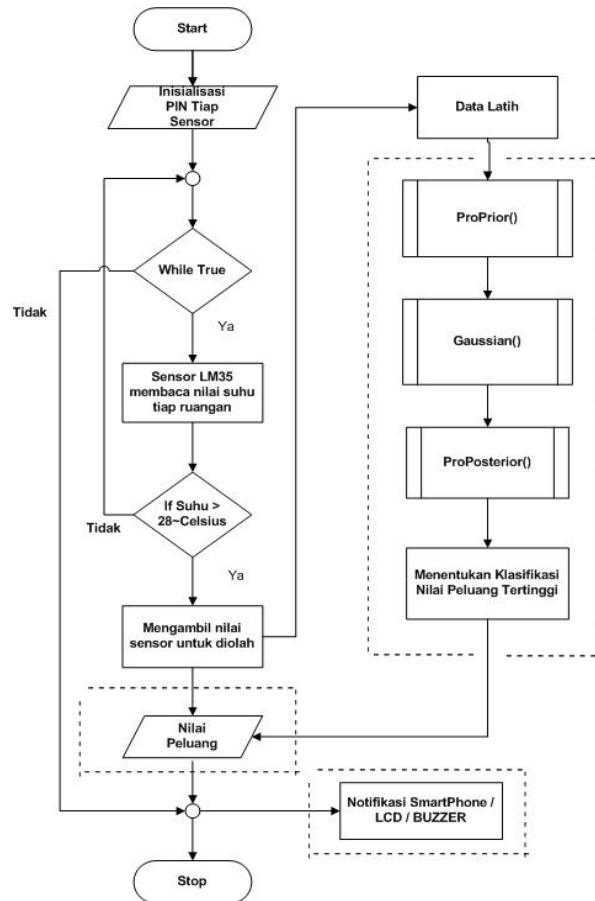 Start
Inisialisasi
PIN Tiap
Sensor
While True
Tidak
Ya
Sensor LM35
membaca nilai suhu
tiap ruangan
If Suhu >
28~Celsius
Tidak
Ya
Mengambil nilai
sensor untuk diolah
Data Latih
ProPrior()
Gaussian()
ProPosterior()
Menentukan Klasifikasi
Nilai Peluang Tertinggi
Nilai
Peluang
Notifikasi SmartPhone /
LCD / BUZZER
Stop